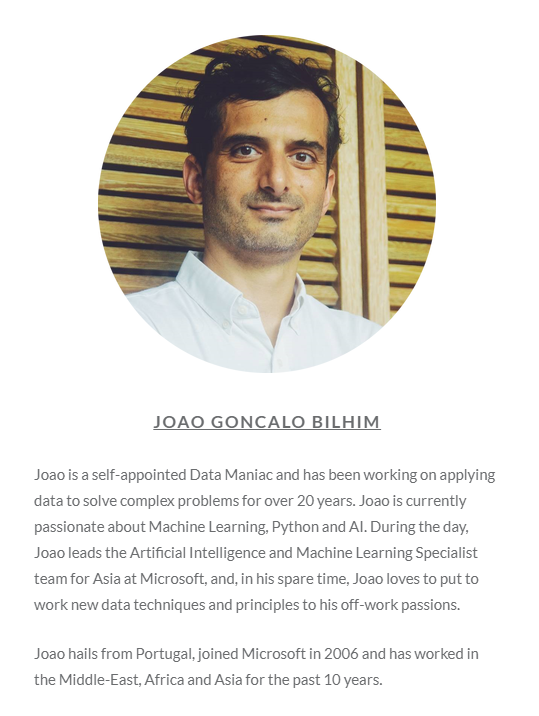 JOAO GONCALO BILHIM
Joao is a self-appointed Data Maniac and has been working on applying
data to solve complex problems for over 20 years. Joao is currently
passionate about Machine Learning, Python and AI. During the day,
Joao leads the Artificial Intelligence and Machine Learning Specialist
team for Asia at Microsoft, and, in his spare time, Joao loves to put to
work new data techniques and principles to his off-work passions.
Joao hails from Portugal, joined Microsoft in 2006 and has worked in
the Middle-East, Africa and Asia for the past 10 years.